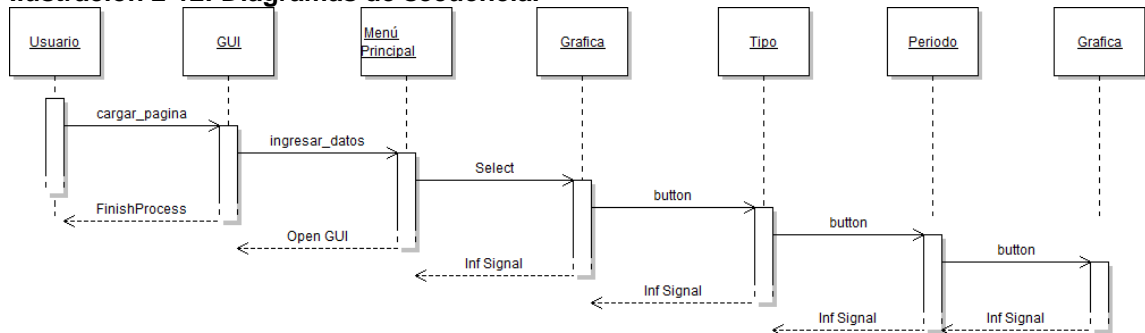 Ilustración 2-12. Diagramas de secuencia.
Usuario
GUI
Menú
Principal
Grafica
Tipo
Periodo
Grafica
cargar_pagina
ingresar_datos
Select
button
button
button
FinishProcess
Open GUI
Inf Signal
Inf Signal
Inf Signal
Inf Signal